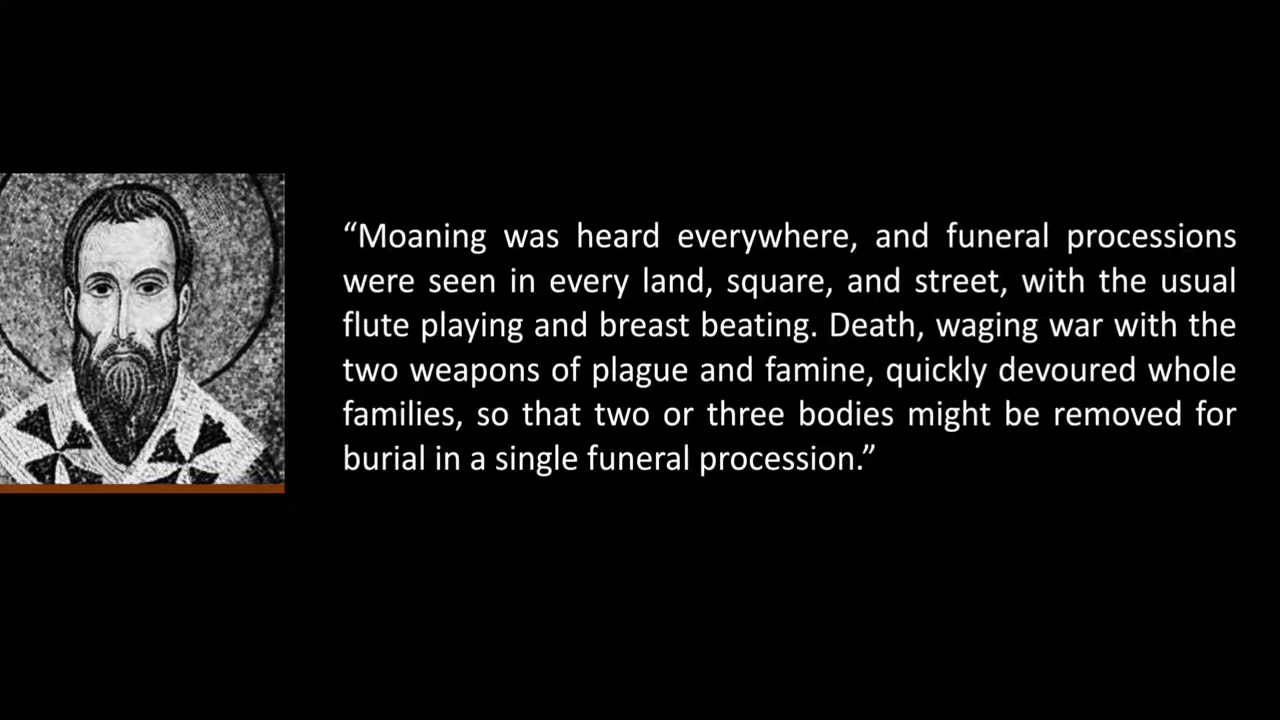 “Moaning was heard everywhere, and funeral processions
were seen in every land, square, and street, with the usual
flute playing and breast beating. Death, waging war with the
two weapons of plague and famine, quickly devoured whole
families, so that two or three bodies might be removed for
burial in a single funeral procession.”